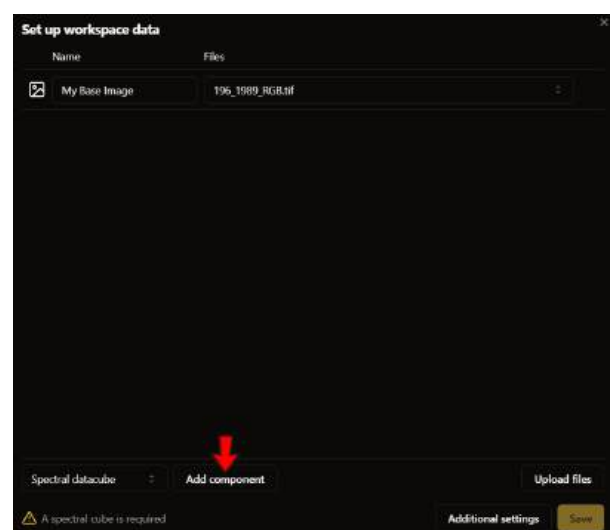 Set up workspace data
Name Files
My Base Image 196_1989_RGB.tif
Spectral datacube Add component Upload files
A spectral cube is required Additional settings Save